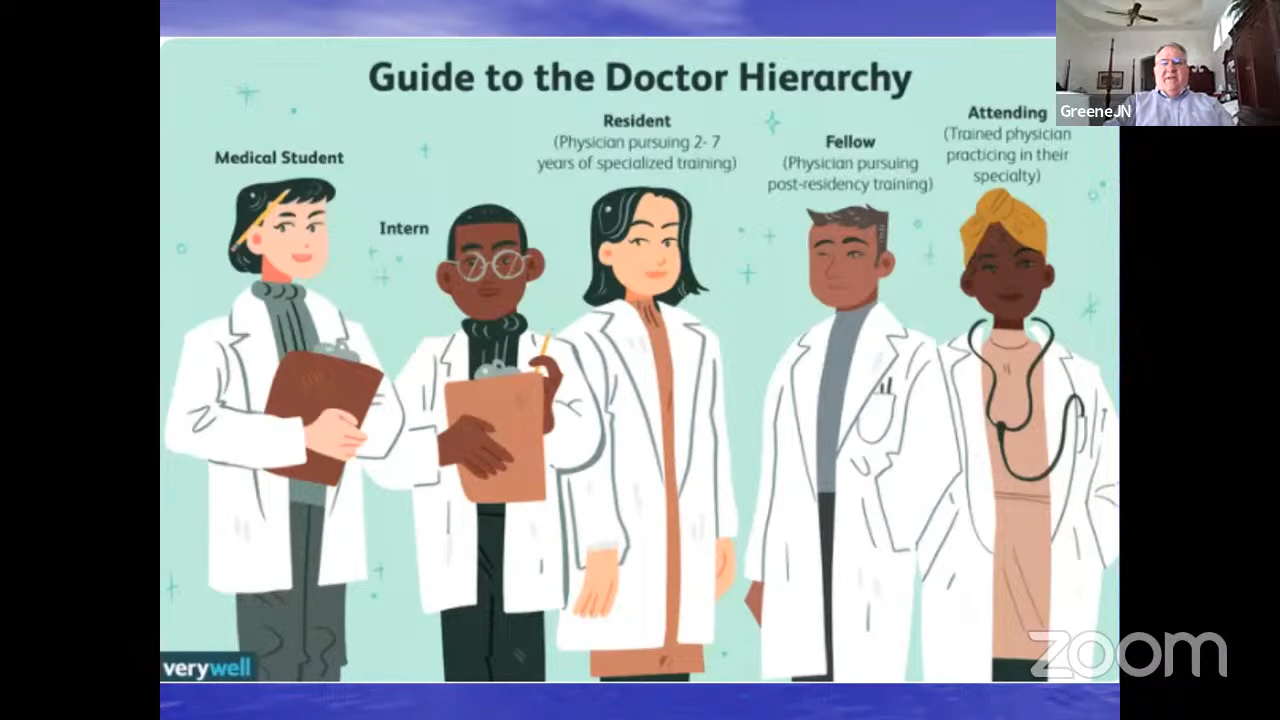 Guide to the Doctor Hierarchy
GreeneJN
Medical Student
Intern
Resident
(Physician pursuing 2- 7
years of specialized training)
Fellow
(Physician pursuing
post-residency training)
Attending
(Trained physician
practicing in their
specialty)
verywell
zoom